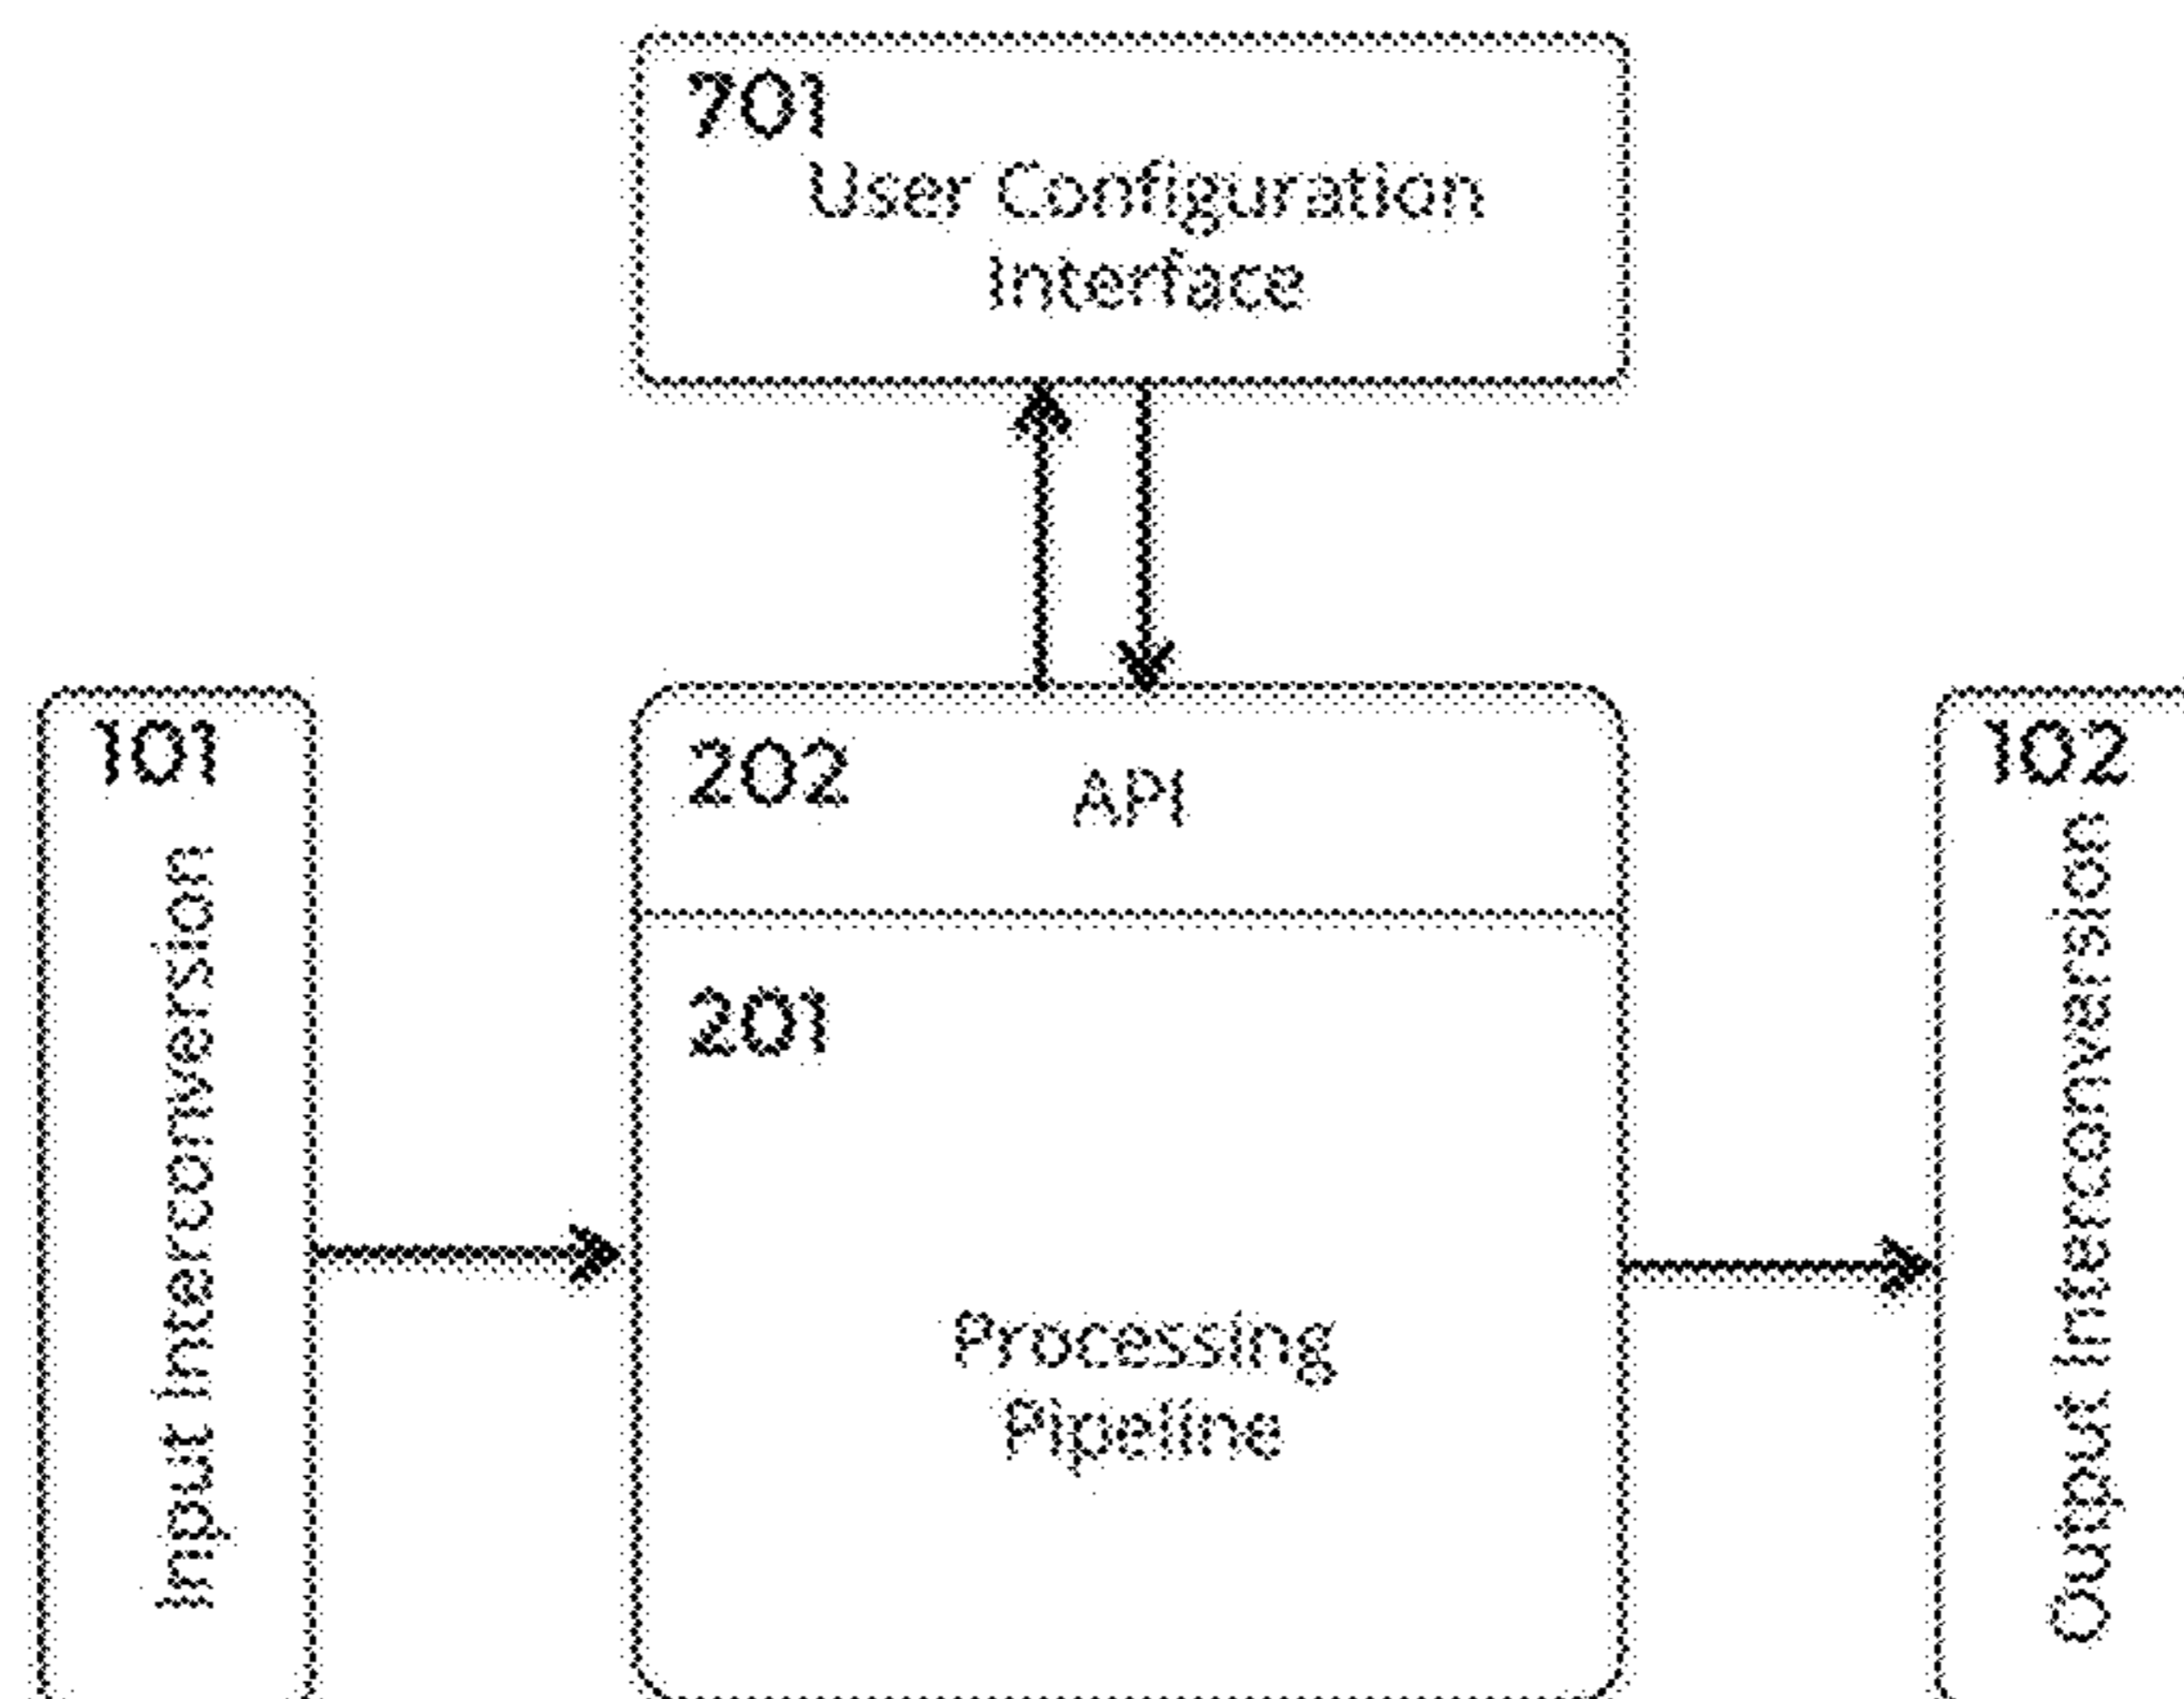 701
User Configuration
Interface
101
Input Interconversion
202
API
201
Processing
Pipeline
102
Output Interconversion